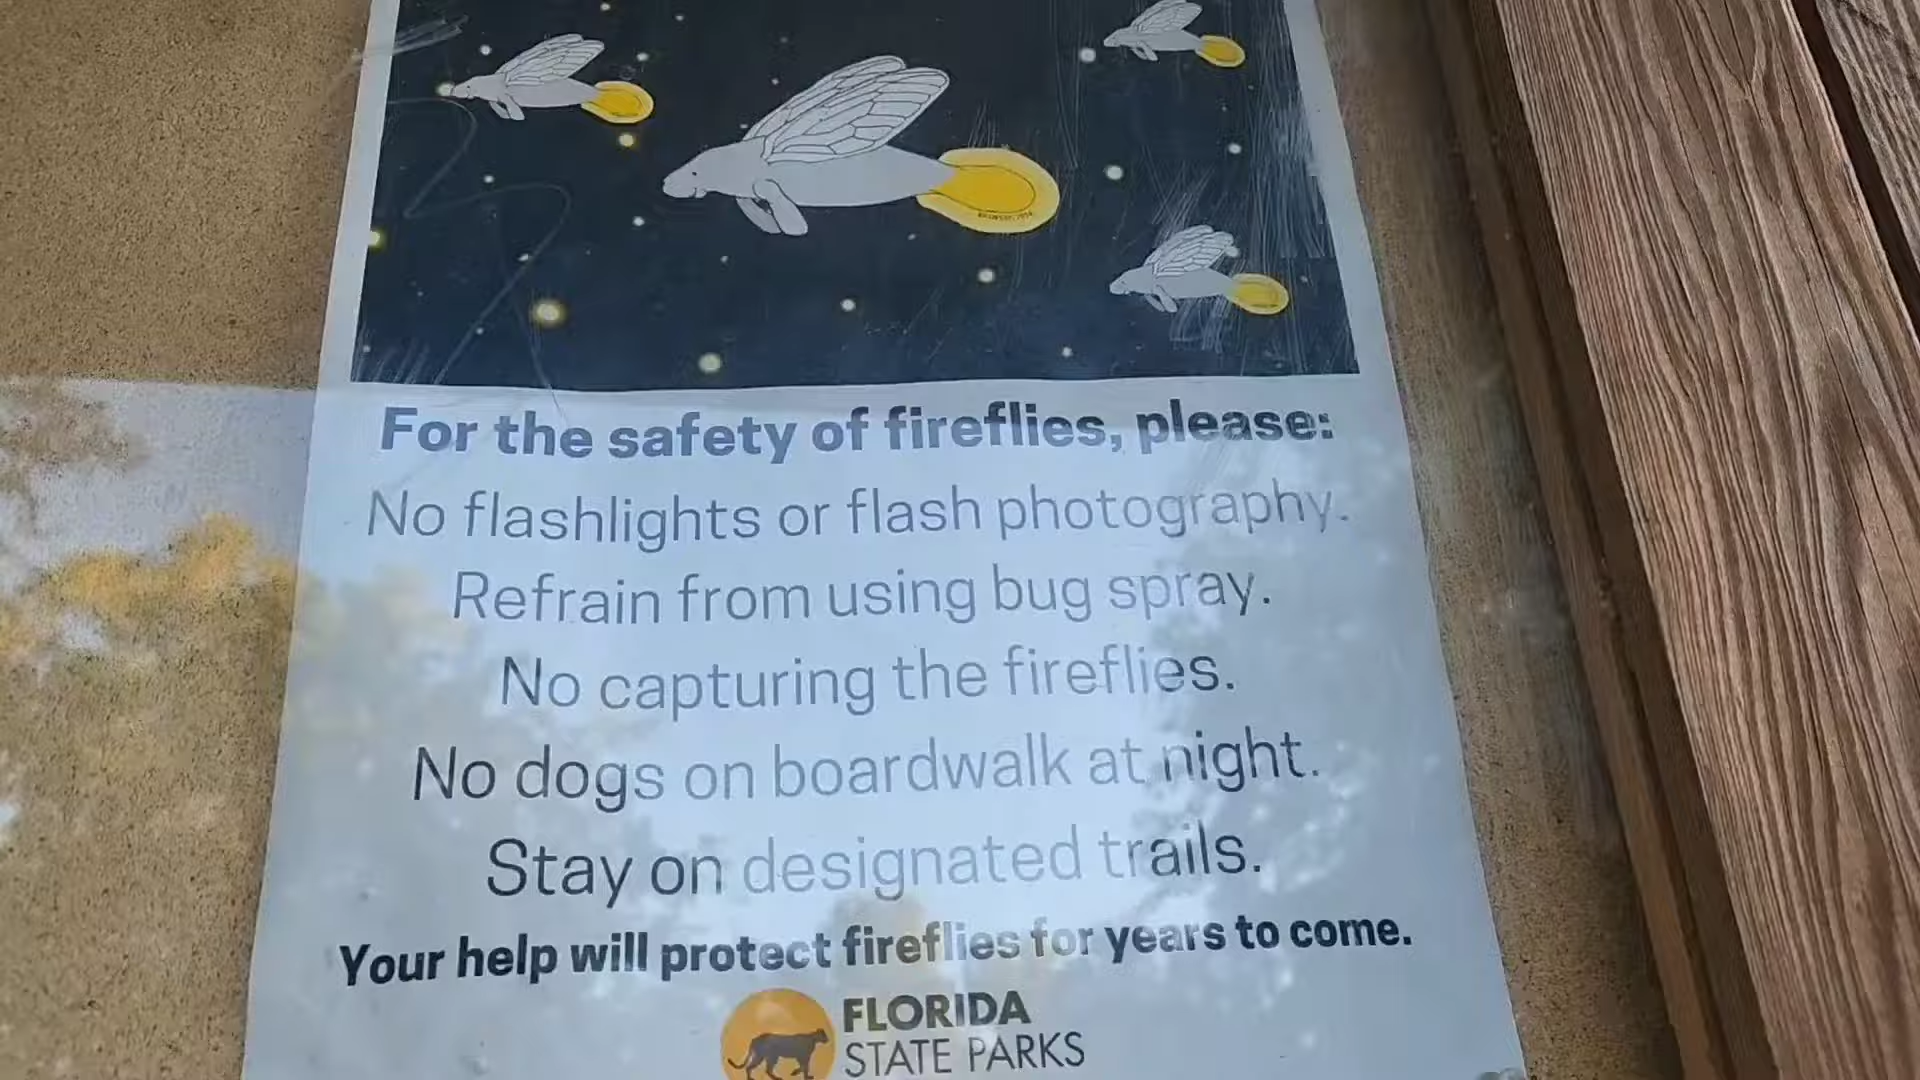 For the safety of fireflies, please:
No flashlights or flash photography.
Refrain from using bug spray.
No capturing the fireflies.
No dogs on boardwalk at night.
Stay on designated trails.
Your help will protect fireflies for years to come.
FLORIDA
STATE PARKS